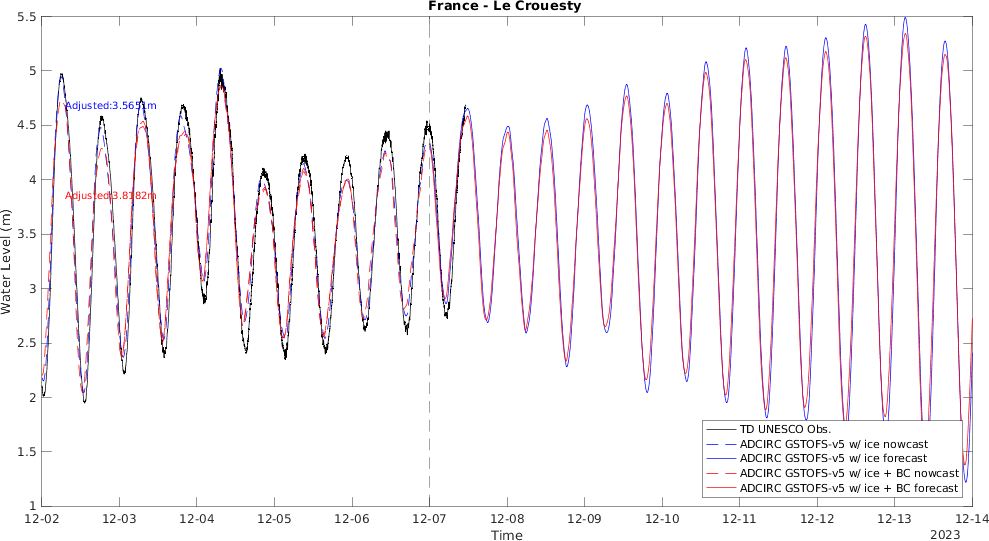 France - Le Crouesty
5.5
5
4.5
4
3.5
3
2.5
2
1.5
1
Water Level (m)
Adjusted:3.5651m
Adjusted:3.8182m
TD UNESCO Obs.
ADCIRC GSTOFS-v5 w/ ice nowcast
ADCIRC GSTOFS-v5 w/ ice forecast
ADCIRC GSTOFS-v5 w/ ice + BC nowcast
ADCIRC GSTOFS-v5 w/ ice + BC forecast
12-02 12-03 12-04 12-05 12-06 12-07 12-08 12-09 12-10 12-11 12-12 12-13 12-14
Time
2023